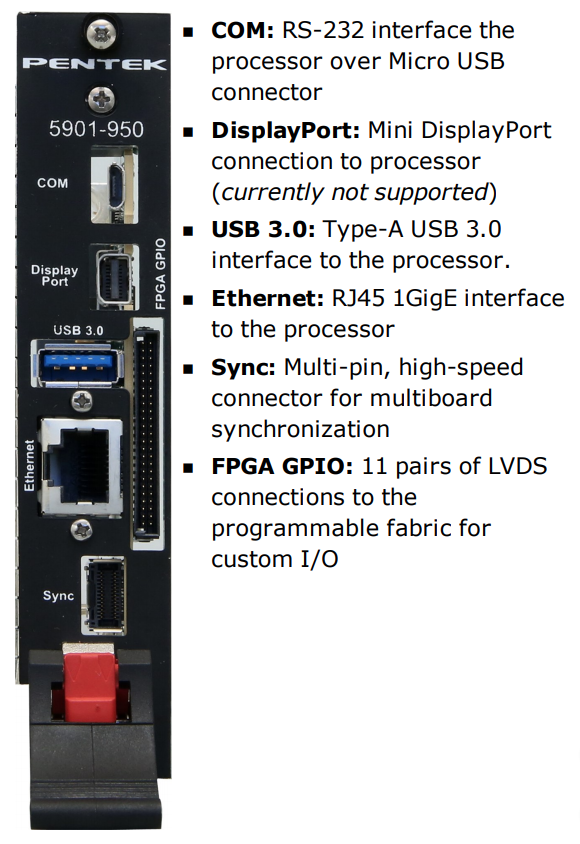 PENTEK
5901-950
COM
Display
Port
FPGA GPIO
USB 3.0
Ethernet
Sync
▪ COM: RS-232 interface the
processor over Micro USB
connector
▪ DisplayPort: Mini DisplayPort
connection to processor
(currently not supported)
▪ USB 3.0: Type-A USB 3.0
interface to the processor.
▪ Ethernet: RJ45 1GigE interface
to the processor
▪ Sync: Multi-pin, high-speed
connector for multiboard
synchronization
▪ FPGA GPIO: 11 pairs of LVDS
connections to the
programmable fabric for
custom I/O